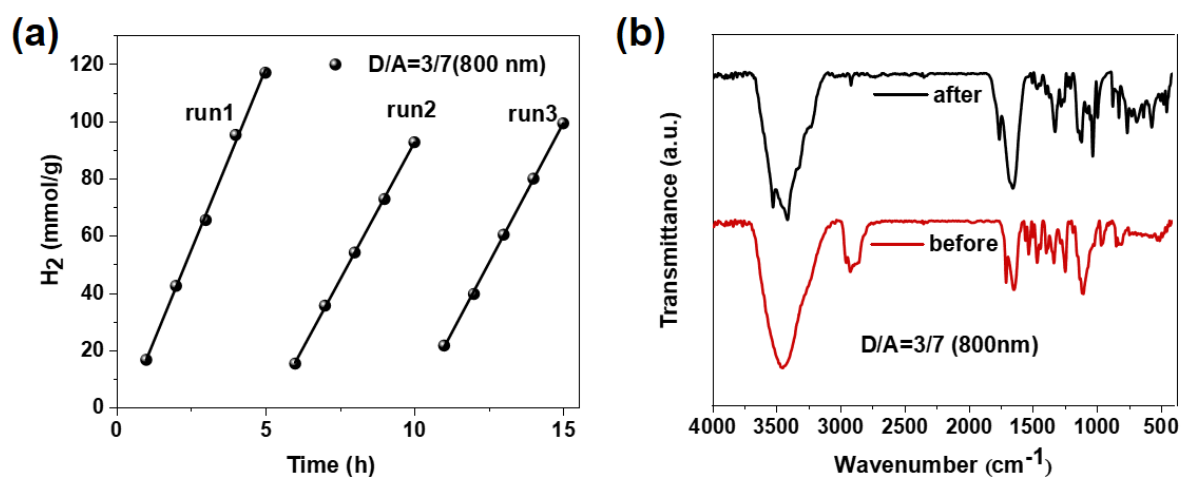 (a)
H2 (mmol/g)
120
100
80
60
40
20
0
D/A=3/7(800 nm)
run1
run2
run3
0 5 10 15
Time (h)
(b)
Transmittance (a.u.)
after
before
D/A=3/7 (800nm)
4000 3500 3000 2500 2000 1500 1000 500
Wavenumber (cm-1)